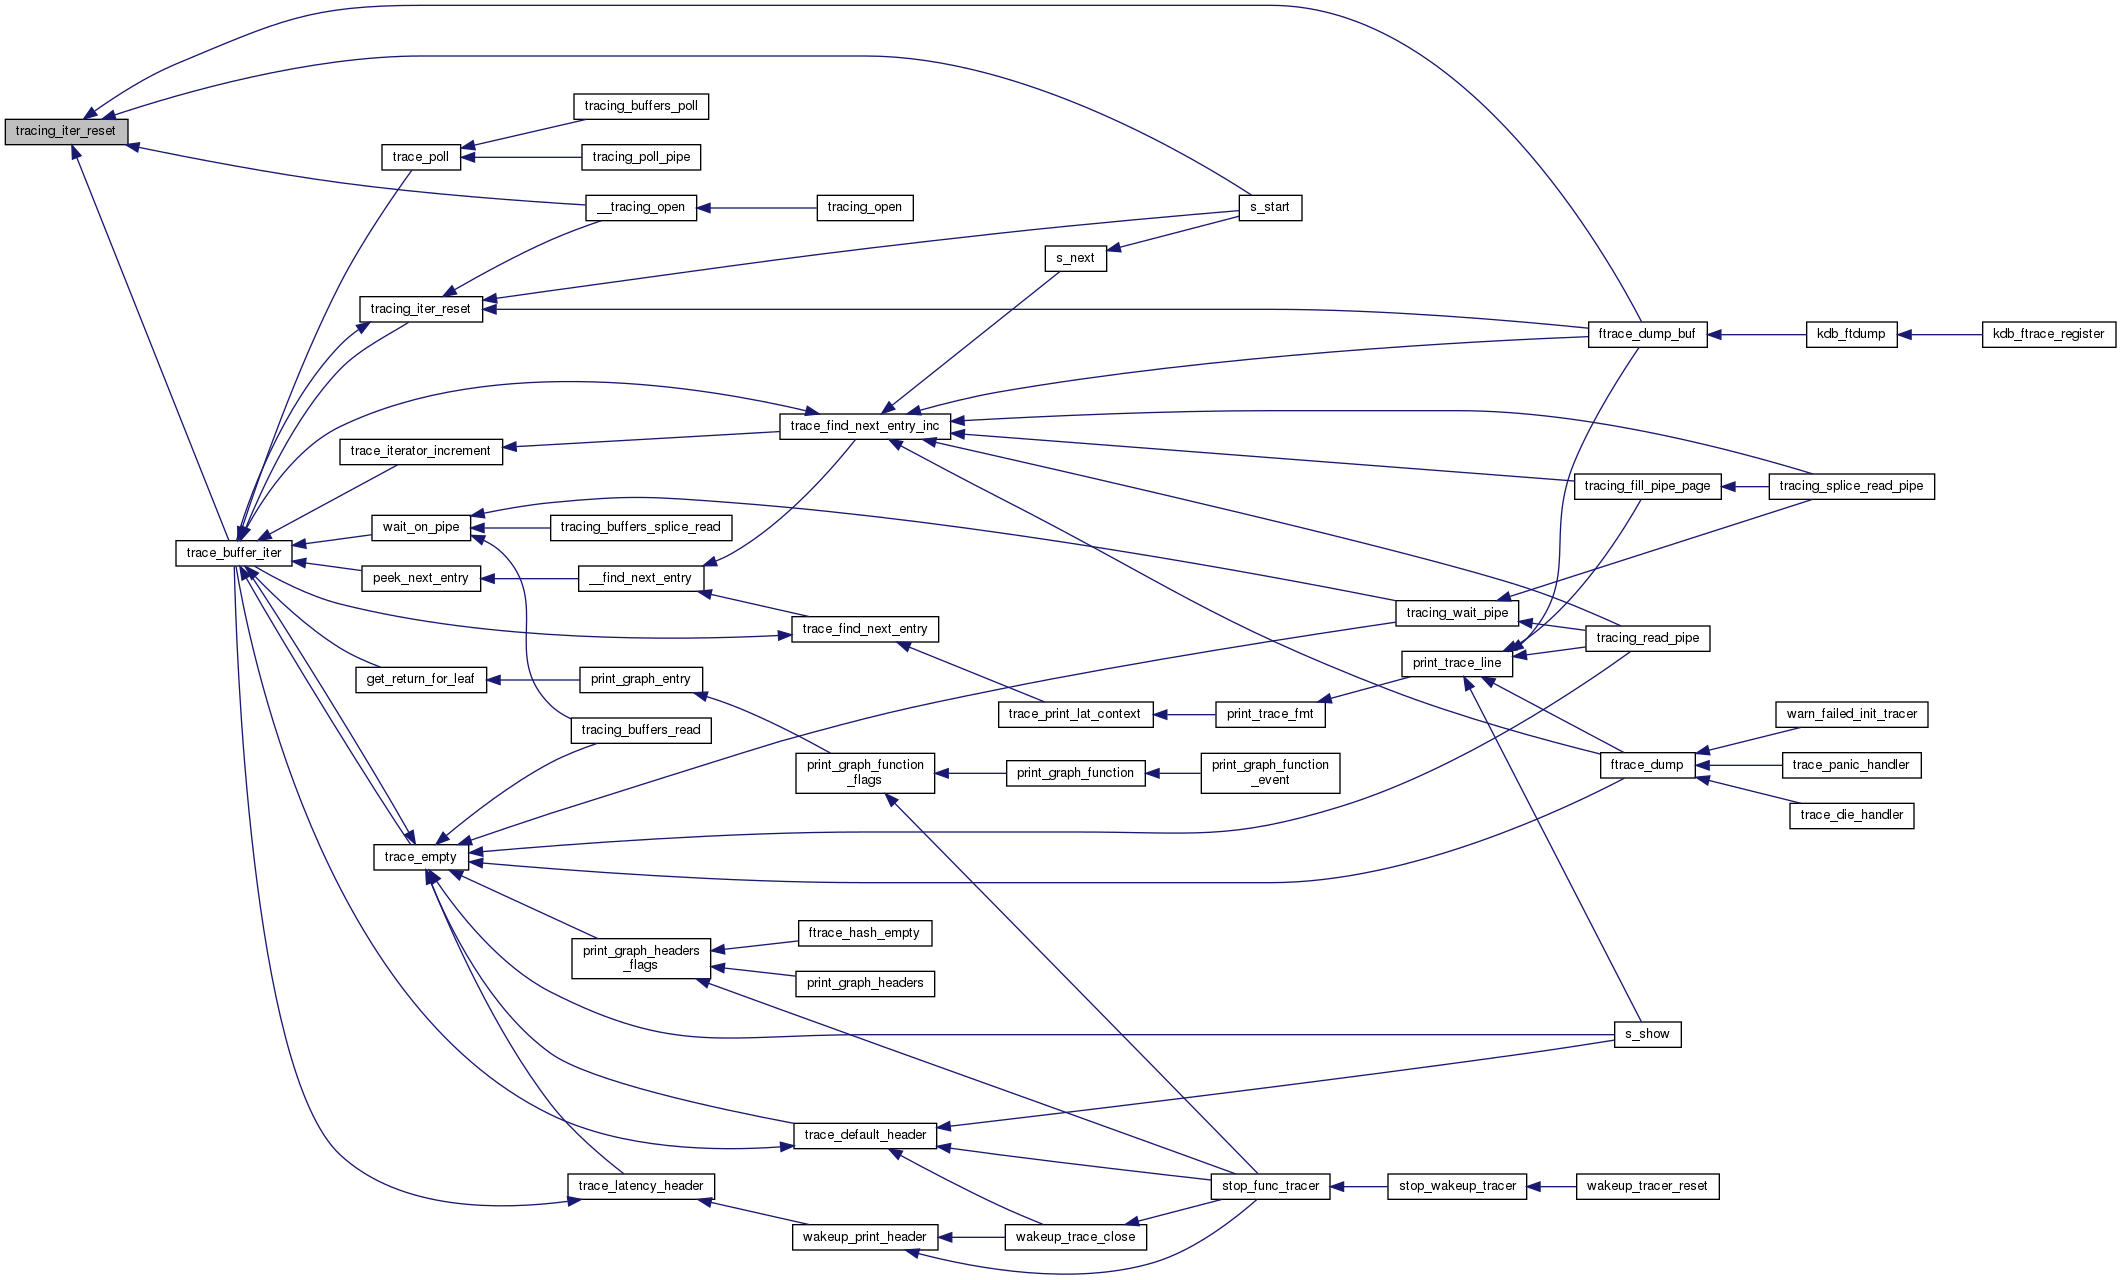 tracing_iter_reset
tracing_buffers_poll
trace_poll
tracing_poll_pipe
__tracing_open
tracing_open
s_start
s_next
tracing_iter_reset
ftrace_dump_buf
kdb_ftdump
kdb_ftrace_register
trace_find_next_entry_inc
trace_iterator_increment
tracing_fill_pipe_page
tracing_splice_read_pipe
wait_on_pipe
tracing_buffers_splice_read
trace_buffer_iter
peek_next_entry
__find_next_entry
tracing_wait_pipe
trace_find_next_entry
tracing_read_pipe
print_trace_line
get_return_for_leaf
print_graph_entry
trace_print_lat_context
print_trace_fmt
warn_failed_init_tracer
tracing_buffers_read
print_graph_function
_flags
print_graph_function
print_graph_function
_event
ftrace_dump
trace_panic_handler
trace_die_handler
trace_empty
ftrace_hash_empty
print_graph_headers
_flags
print_graph_headers
s_show
trace_default_header
trace_latency_header
stop_func_tracer
stop_wakeup_tracer
wakeup_tracer_reset
wakeup_print_header
wakeup_trace_close